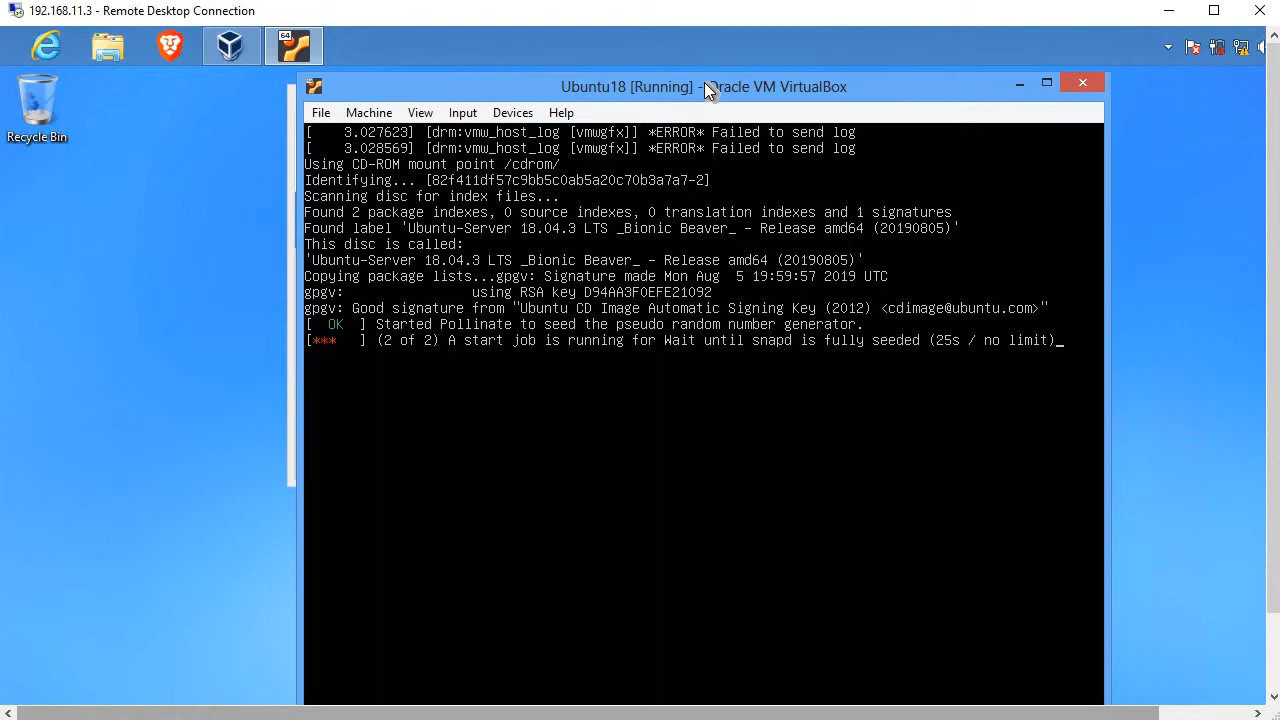 192.168.11.3 - Remote Desktop Connection
64
Recycle Bin
Ubuntu18 [Running] - Oracle VM VirtualBox
File Machine View Input Devices Help
[    3.027623] [drm:vmw_host_log [vmwgfx]] *ERROR* Failed to send log
[    3.028569] [drm:vmw_host_log [vmwgfx]] *ERROR* Failed to send log
Using CD-ROM mount point /cdrom/
Identifying... [82f411df57c9bb5c0ab5a20c70b3a7a7-2]
Scanning disc for index files...
Found 2 package indexes, 0 source indexes, 0 translation indexes and 1 signatures
Found label 'Ubuntu-Server 18.04.3 LTS _Bionic Beaver_ - Release amd64 (20190805)'
This disc is called:
'Ubuntu-Server 18.04.3 LTS _Bionic Beaver_ - Release amd64 (20190805)'
Copying package lists...gpgv: Signature made Mon Aug  5 19:59:57 2019 UTC
gpgv:                using RSA key D94AA3F0EFE21092
gpgv: Good signature from "Ubuntu CD Image Automatic Signing Key (2012) <cdimage@ubuntu.com>"
[  OK  ] Started Pollinate to seed the pseudo random number generator.
[***   ] (2 of 2) A start job is running for Wait until snapd is fully seeded (25s / no limit)_